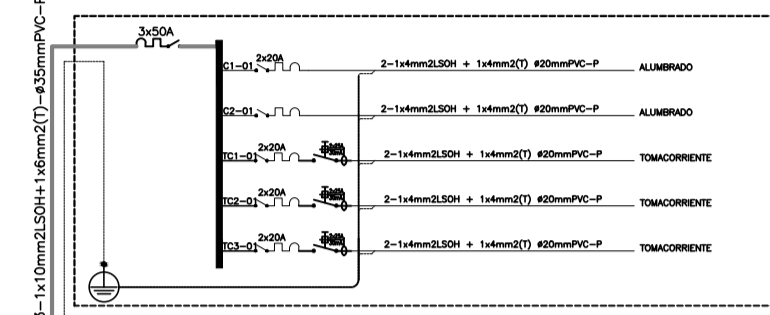 3-1x10mm2LSOH+1x6mm2(T)-ø35mmPVC-P
3x50A
C1-01 2x20A 2-1x4mm2LSOH + 1x4mm2(T) ø20mmPVC-P ALUMBRADO
C2-01 2-1x4mm2LSOH + 1x4mm2(T) ø20mmPVC-P ALUMBRADO
TC1-01 2x20A 2-1x4mm2LSOH + 1x4mm2(T) ø20mmPVC-P TOMACORRIENTE
TC2-01 2x20A 2-1x4mm2LSOH + 1x4mm2(T) ø20mmPVC-P TOMACORRIENTE
TC3-01 2x20A 2-1x4mm2LSOH + 1x4mm2(T) ø20mmPVC-P TOMACORRIENTE